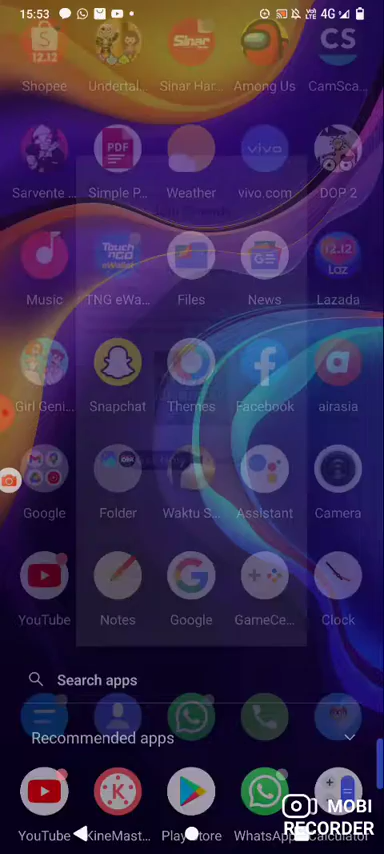 15:53 VoLTE 4G
12.12 Sinar CS
Shopee Undertal... Sinar Har... Among Us CamSca...
PDF vivo
Sarvente ... Simple P... Weather vivo.com DOP 2
Touch 'n GO eWallet 12.12 Laz
Music TNG eWa... Files News Lazada
Girl Geni... Snapchat Themes Facebook airasia
Google Folder Waktu S... Assistant Camera
YouTube Notes Google GameCe... Clock
Search apps
Recommended apps
YouTube KineMast... Play Store WhatsApp Calculator
MOBI
RECORDER